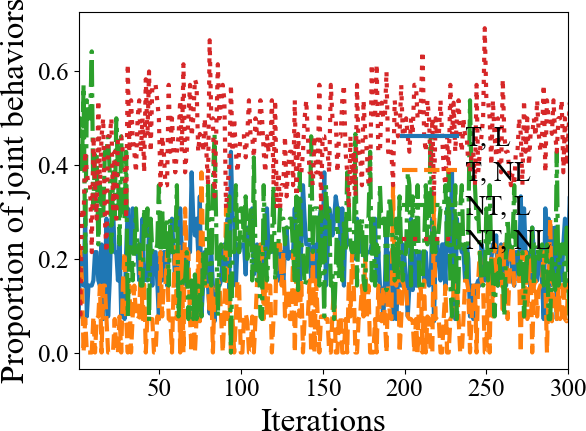 Proportion of joint behaviors
0.6
0.4
0.2
0.0
T, L
T, NL
NT, L
NT, NL
50 100 150 200 250 300
Iterations